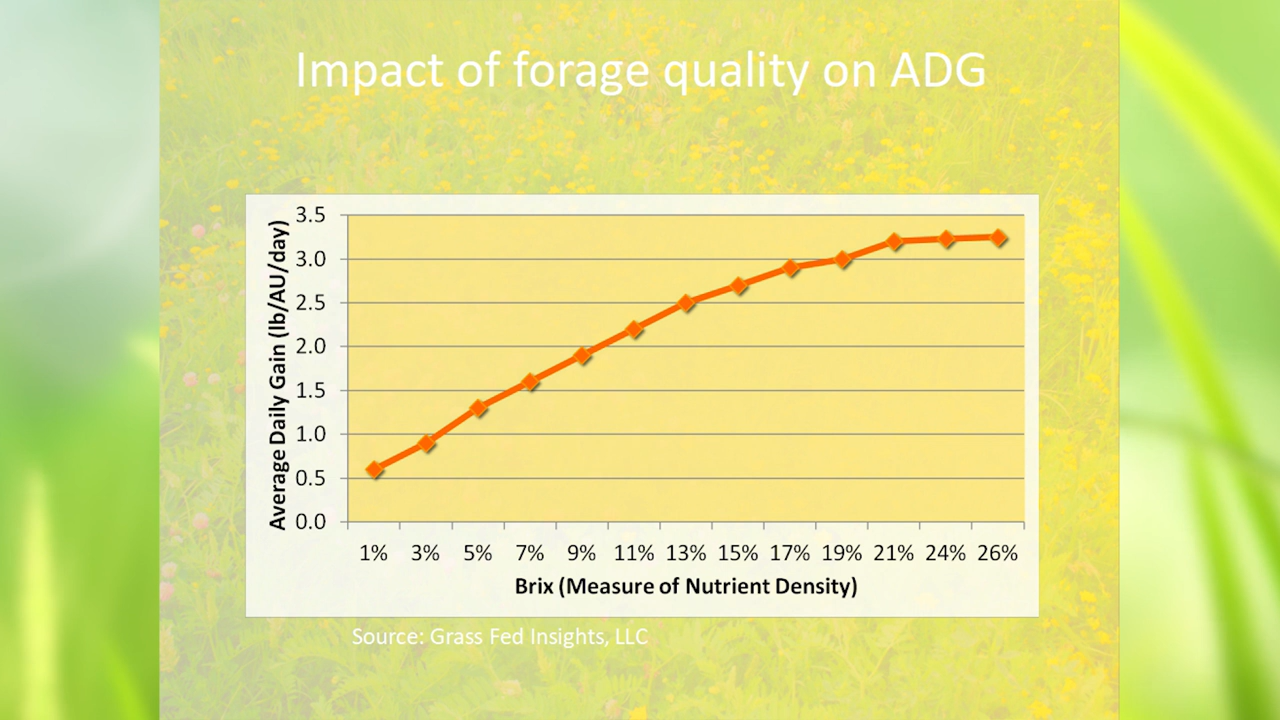 Impact of forage quality on ADG
Average Daily Gain (lb/AU/day)
3.5
3.0
2.5
2.0
1.5
1.0
0.5
0.0
1% 3% 5% 7% 9% 11% 13% 15% 17% 19% 21% 24% 26%
Brix (Measure of Nutrient Density)
Source: Grass Fed Insights, LLC